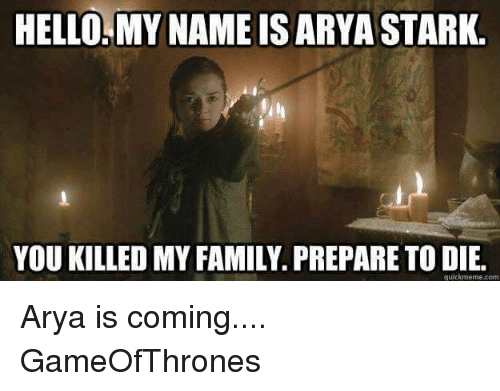 HELLO. MY NAME IS ARYA STARK.
YOU KILLED MY FAMILY. PREPARE TO DIE.
quickmeme.com
Arya is coming....
GameOfThrones